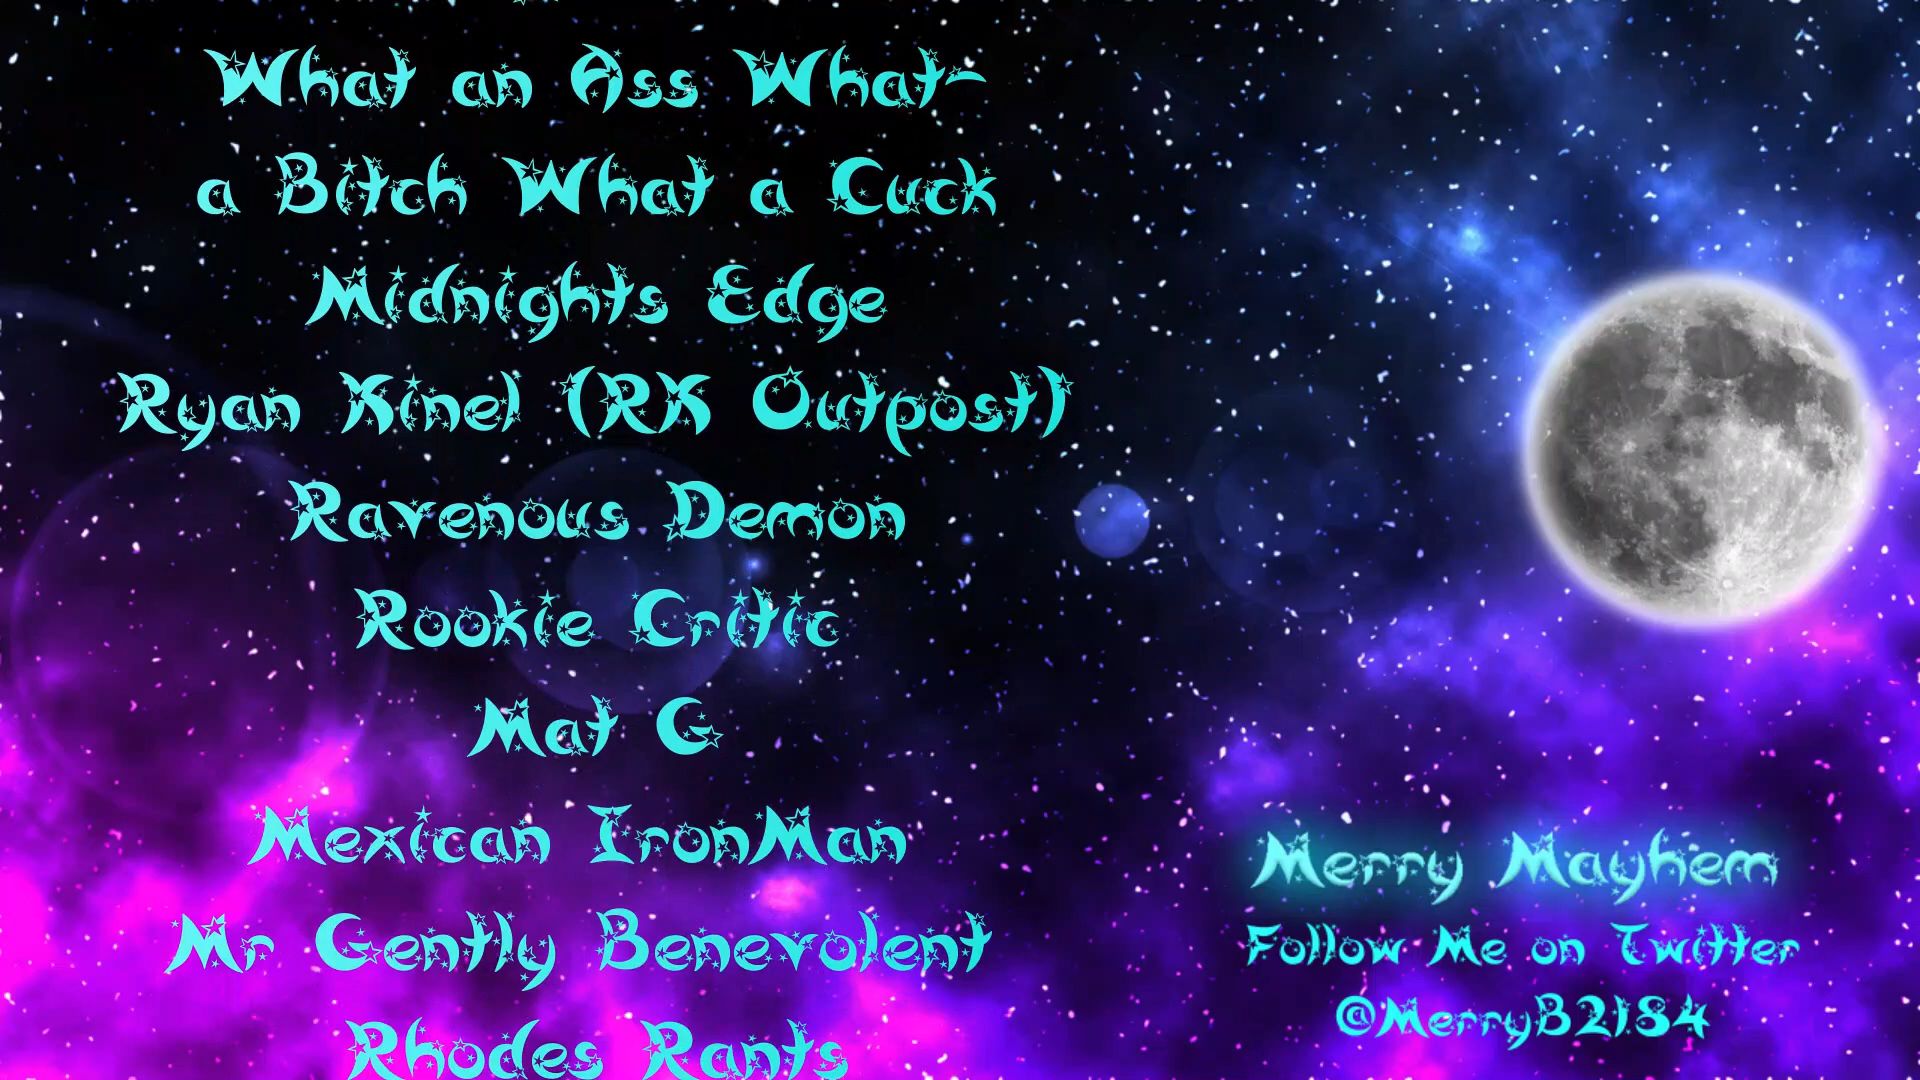 What an Ass What-
a Bitch What a Cuck
Midnights Edge
Ryan Kinel (RK Outpost)
Ravenous Demon
Rookie Critic
Mat G
Mexican IronMan
Mr Gently Benevolent
Rhodes Rants
Merry Mayhem
Follow Me on Twitter
@MerryB2184